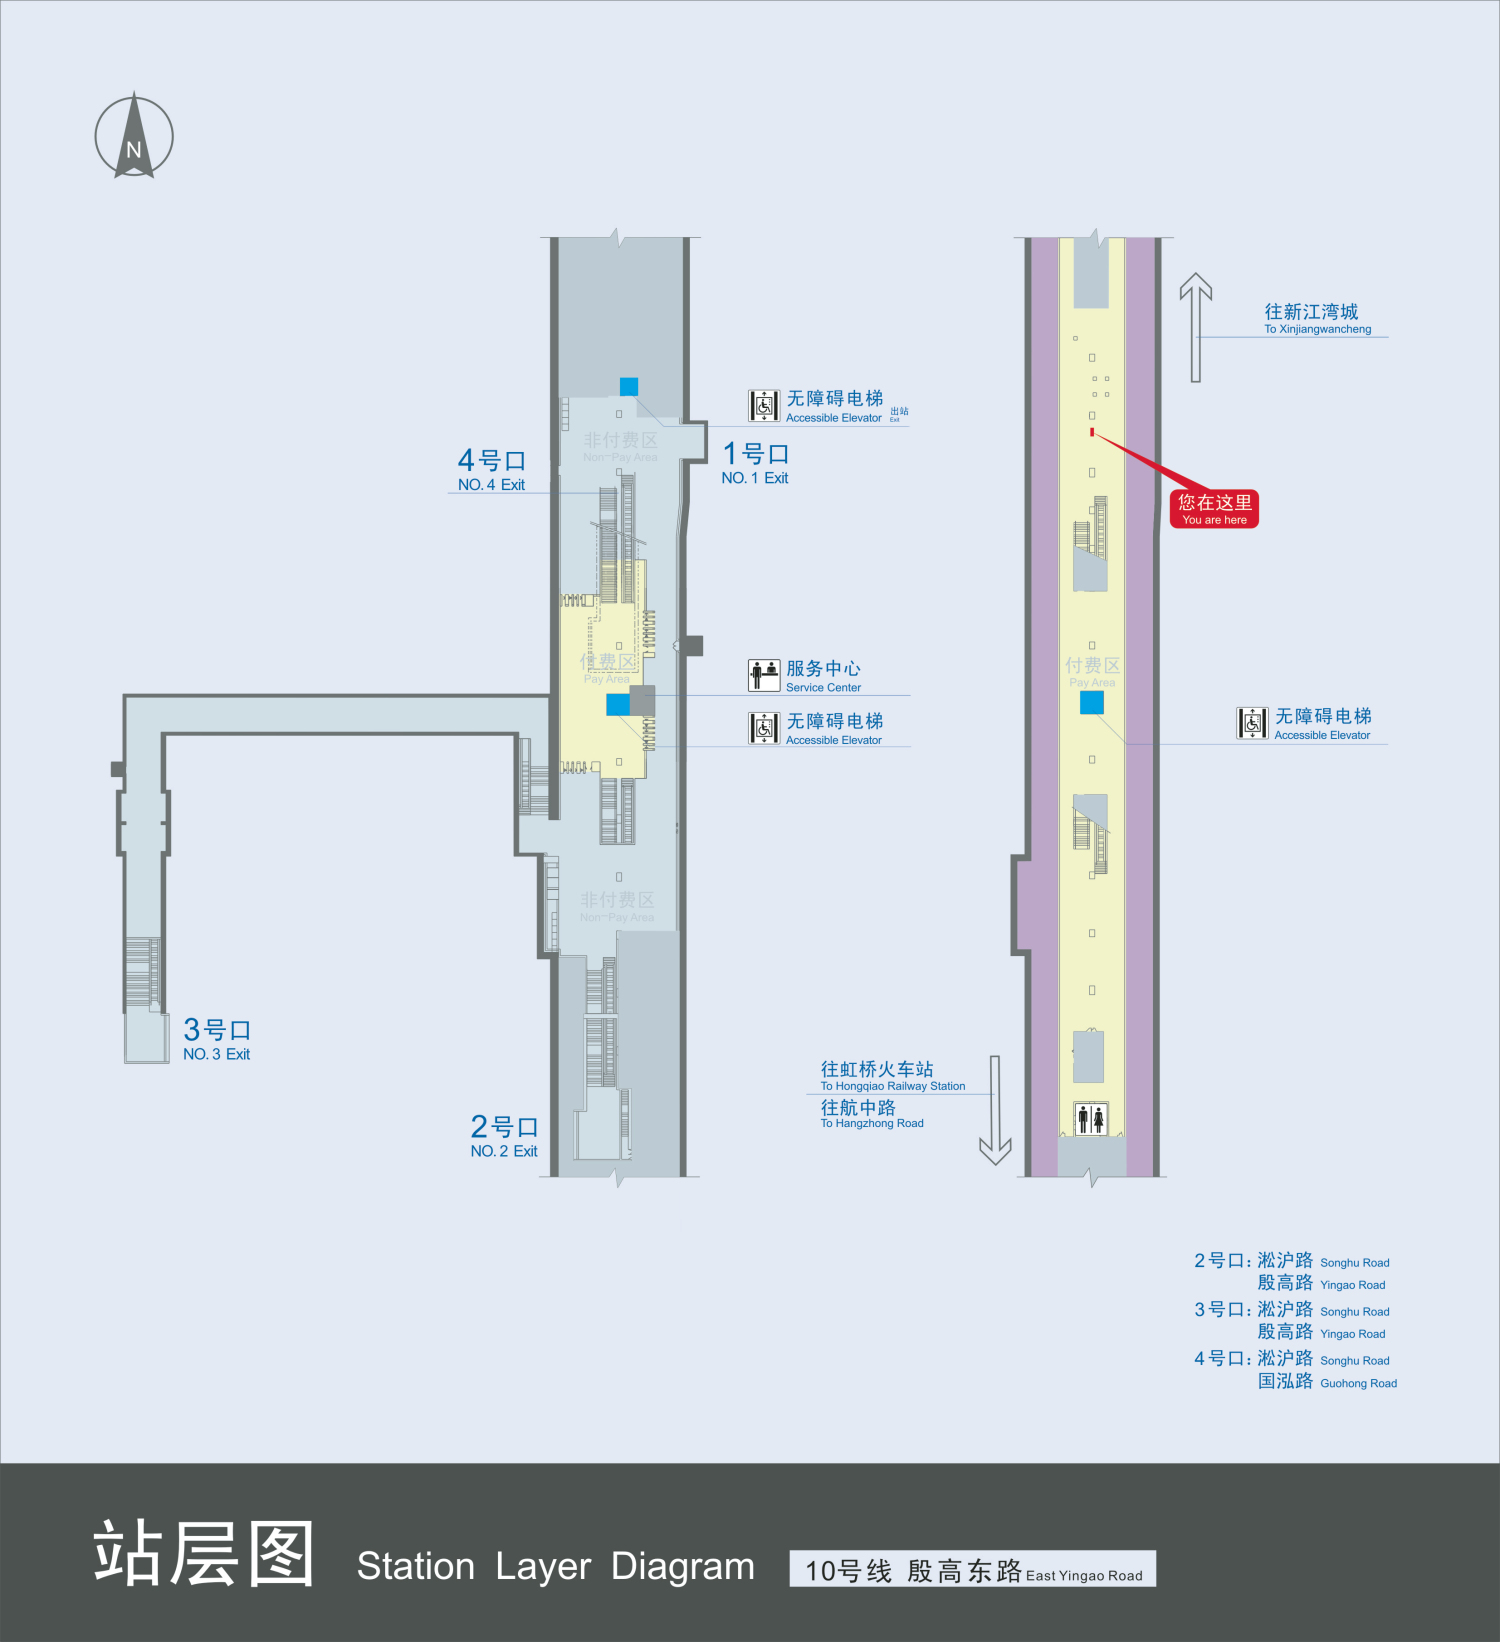 N
无障碍电梯
Accessible Elevator
出站
Exit
非付费区
Non-Pay Area
4号口
NO. 4 Exit
1号口
NO. 1 Exit
付费区
Pay Area
服务中心
Service Center
无障碍电梯
Accessible Elevator
非付费区
Non-Pay Area
3号口
NO. 3 Exit
2号口
NO. 2 Exit
往新江湾城
To Xinjiangwancheng
您在这里
You are here
付费区
Pay Area
无障碍电梯
Accessible Elevator
往虹桥火车站
To Hongqiao Railway Station
往航中路
To Hangzhong Road
2号口：淞沪路 Songhu Road
殷高路 Yingao Road
3号口：淞沪路 Songhu Road
殷高路 Yingao Road
4号口：淞沪路 Songhu Road
国泓路 Guohong Road
站层图 Station Layer Diagram 10号线 殷高东路 East Yingao Road